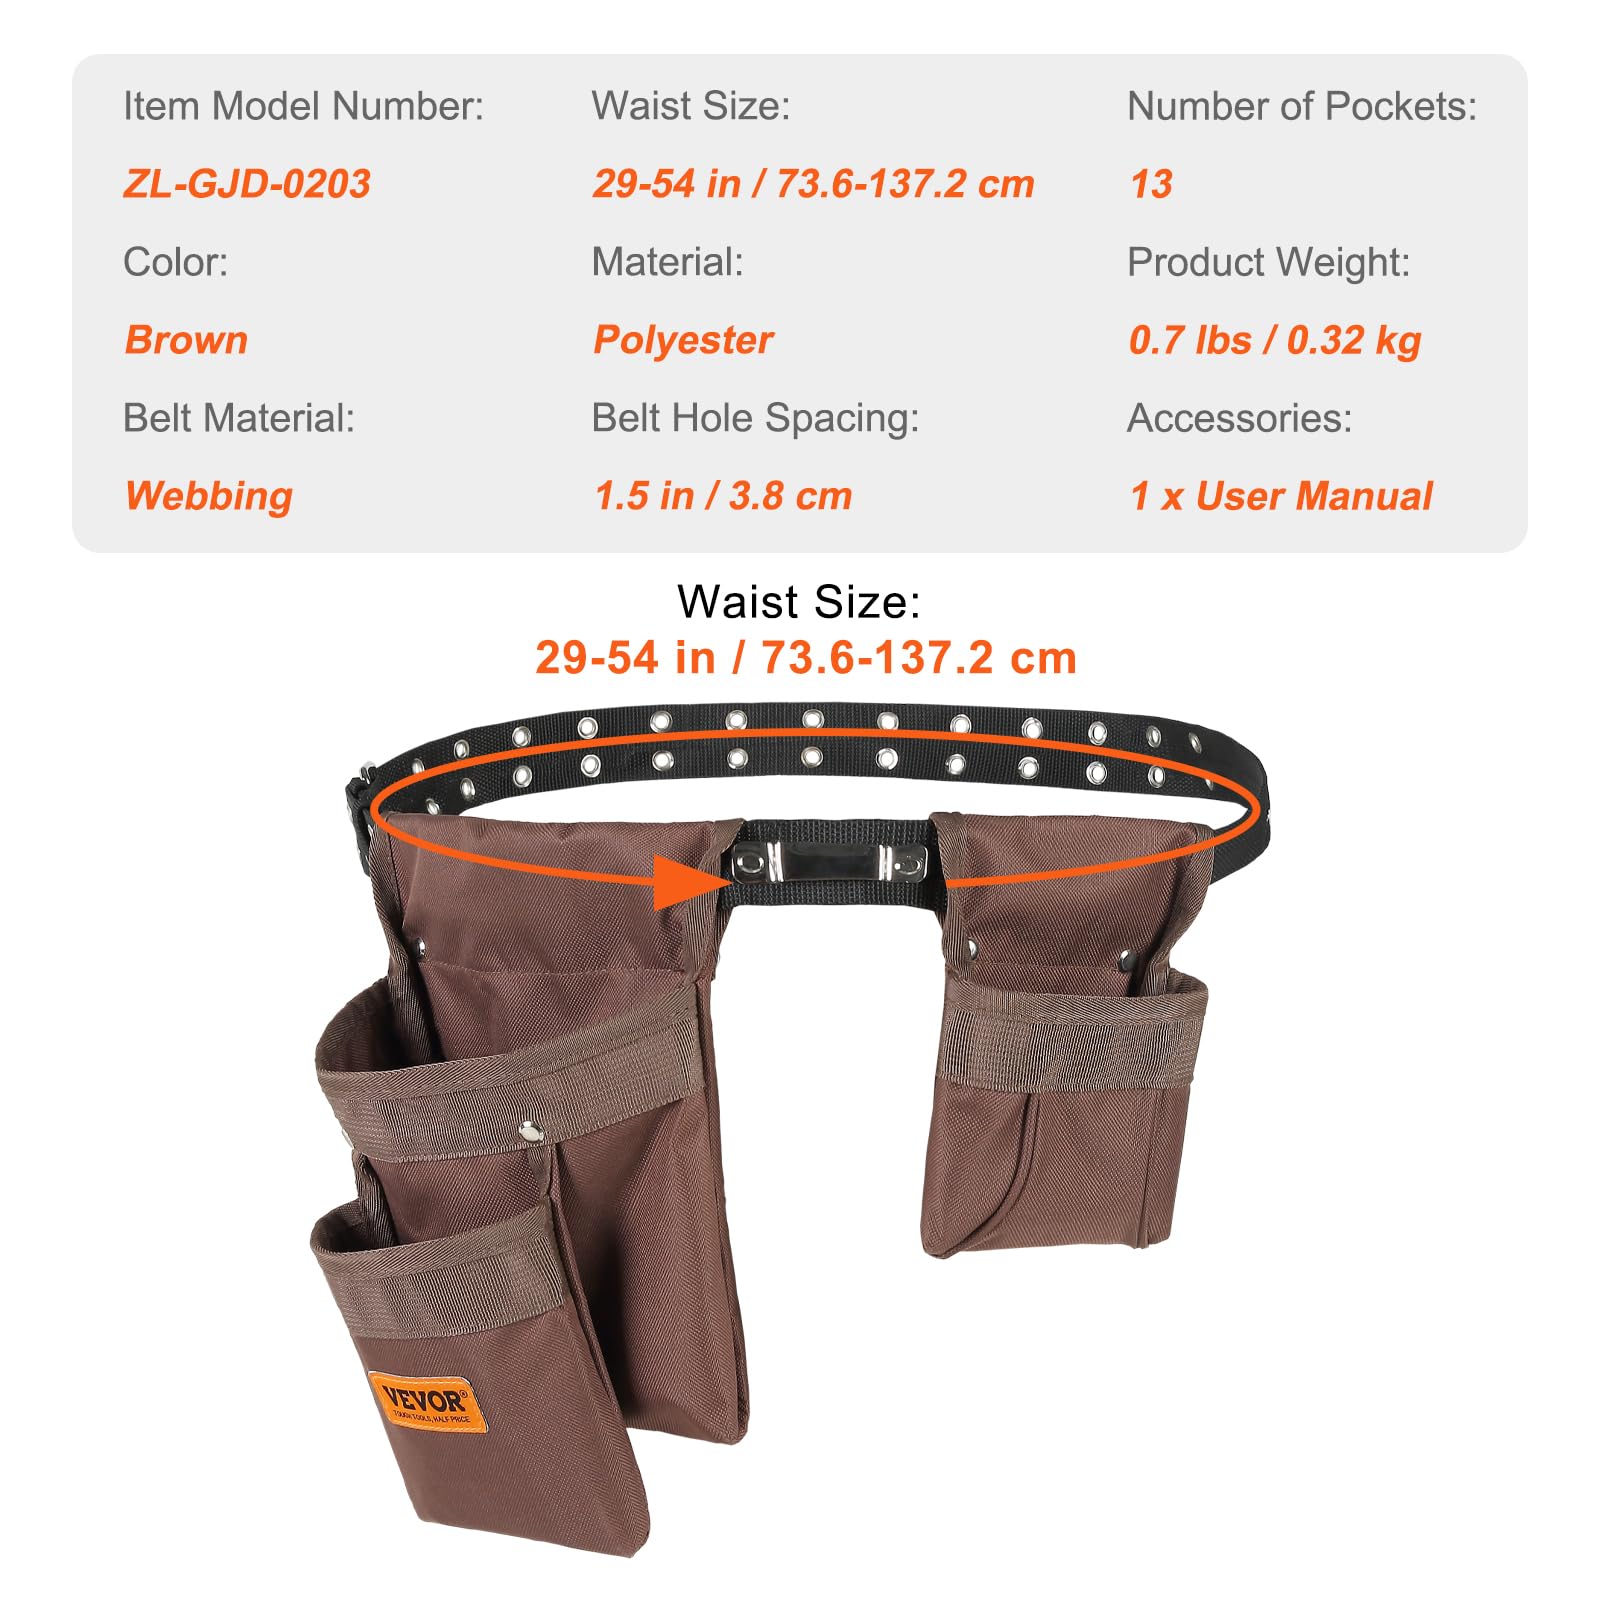 Item Model Number: Waist Size: Number of Pockets:
ZL-GJD-0203 29-54 in / 73.6-137.2 cm 13
Color: Material: Product Weight:
Brown Polyester 0.7 lbs / 0.32 kg
Belt Material: Belt Hole Spacing: Accessories:
Webbing 1.5 in / 3.8 cm 1 x User Manual
Waist Size:
29-54 in / 73.6-137.2 cm
VEVOR®
TOUGH TOOLS, HALF PRICE